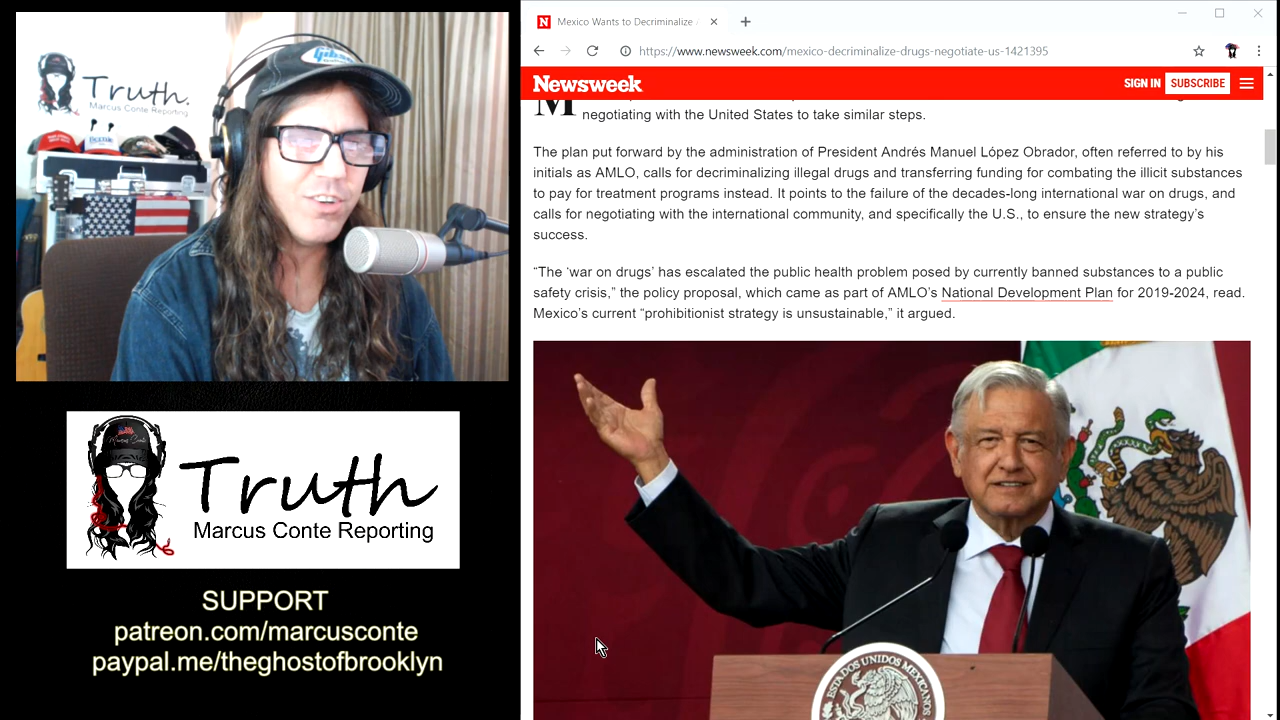 Truth.
Marcus Conte Reporting
Gibson
Truth
Marcus Conte Reporting
SUPPORT
patreon.com/marcusconte
paypal.me/theghostofbrooklyn
Mexico Wants to Decriminalize
https://www.newsweek.com/mexico-decriminalize-drugs-negotiate-us-1421395
Newsweek
SIGN IN
SUBSCRIBE
negotiating with the United States to take similar steps.
The plan put forward by the administration of President Andrés Manuel López Obrador, often referred to by his
initials as AMLO, calls for decriminalizing illegal drugs and transferring funding for combating the illicit substances
to pay for treatment programs instead. It points to the failure of the decades-long international war on drugs, and
calls for negotiating with the international community, and specifically the U.S., to ensure the new strategy’s
success.
“The ‘war on drugs’ has escalated the public health problem posed by currently banned substances to a public
safety crisis,” the policy proposal, which came as part of AMLO’s National Development Plan for 2019-2024, read.
Mexico’s current “prohibitionist strategy is unsustainable,” it argued.
ESTADOS UNIDOS MEXICANOS